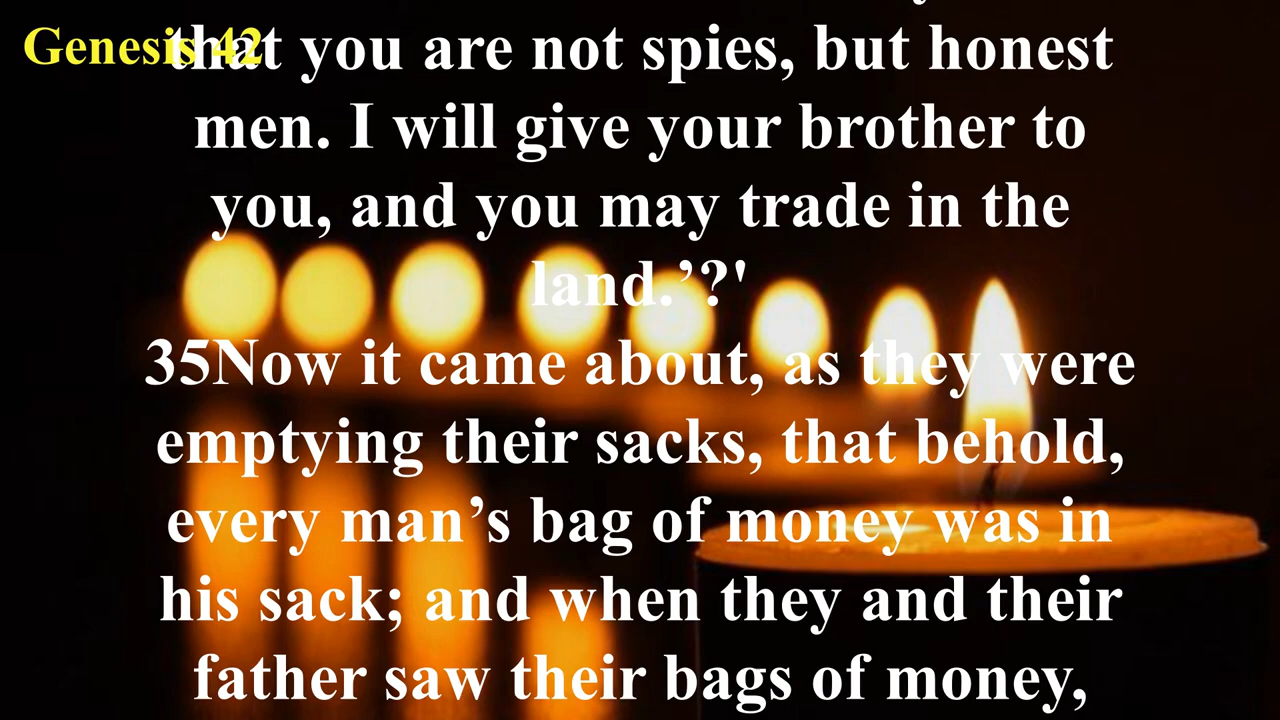 Genesis 42
that you are not spies, but honest
men. I will give your brother to
you, and you may trade in the
land.’?'
35Now it came about, as they were
emptying their sacks, that behold,
every man’s bag of money was in
his sack; and when they and their
father saw their bags of money,